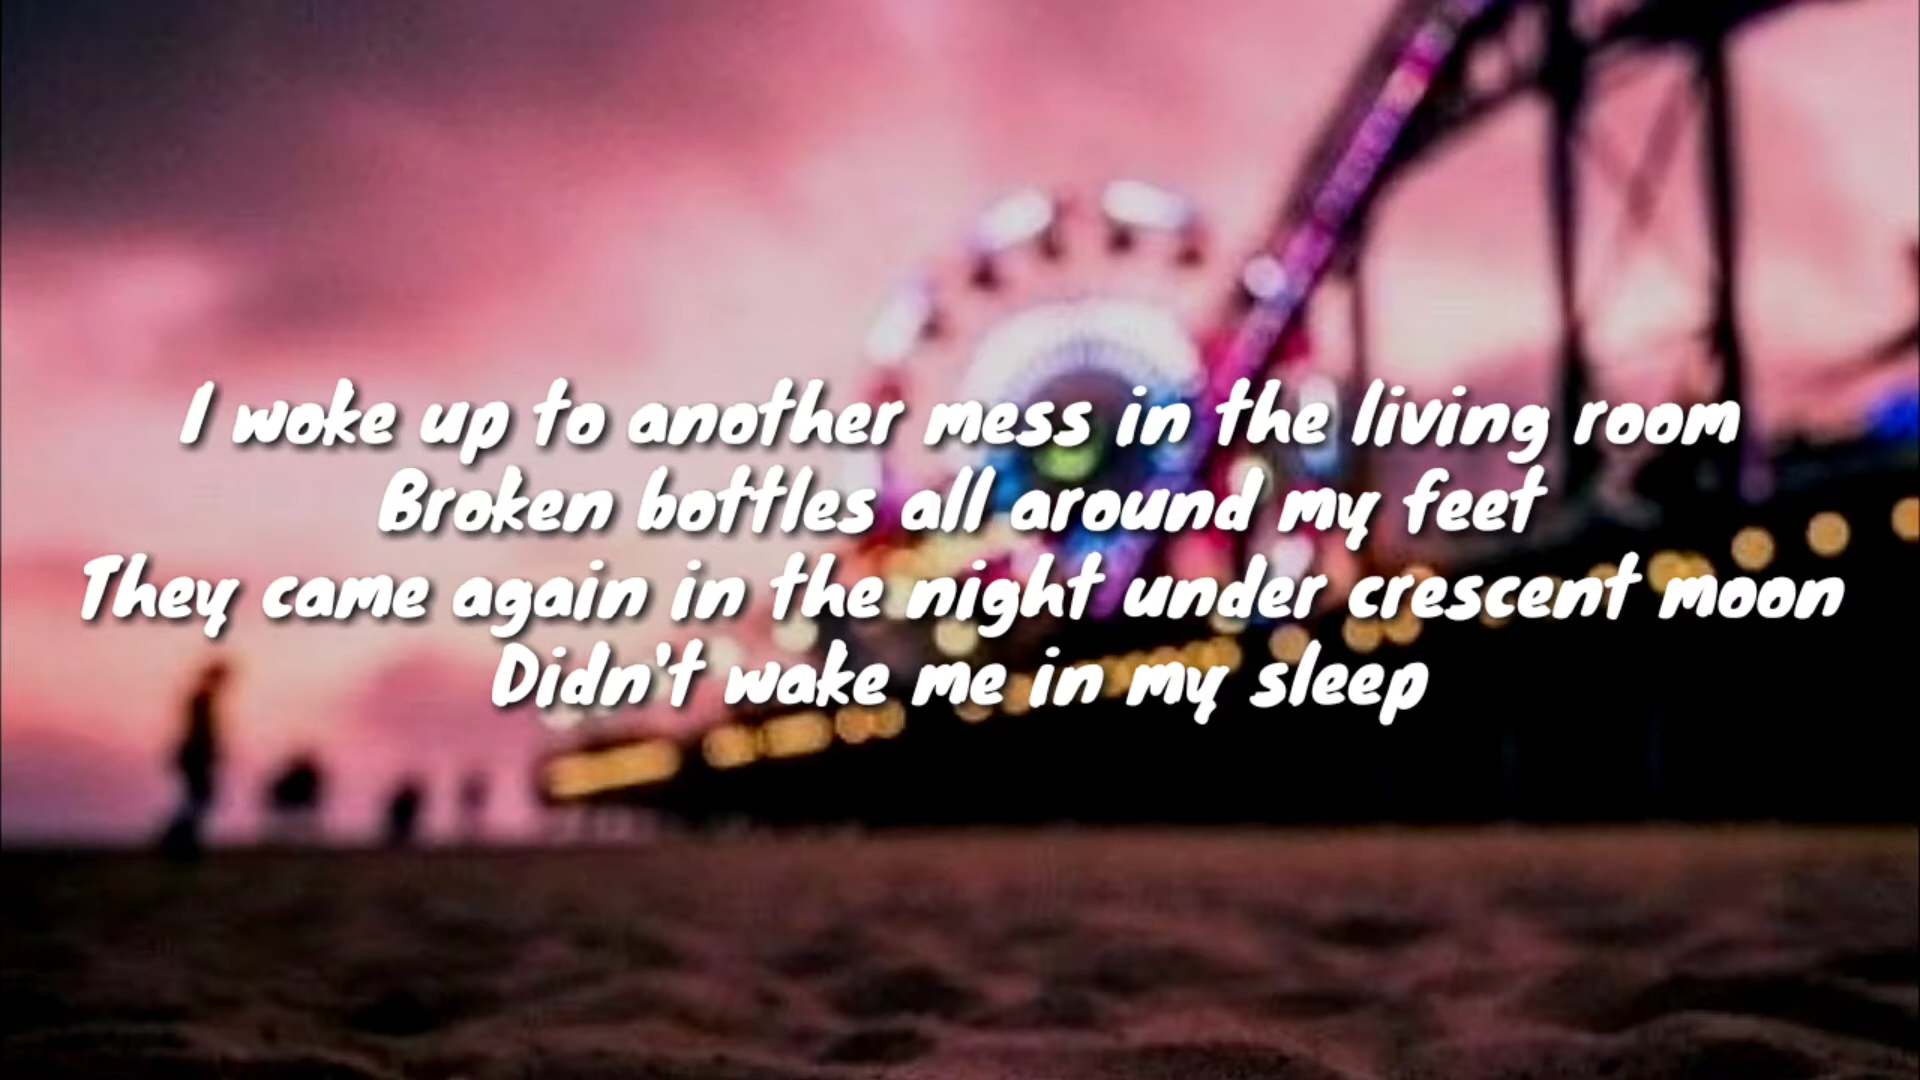 I woke up to another mess in the living room
Broken bottles all around my feet
They came again in the night under crescent moon
Didn't wake me in my sleep